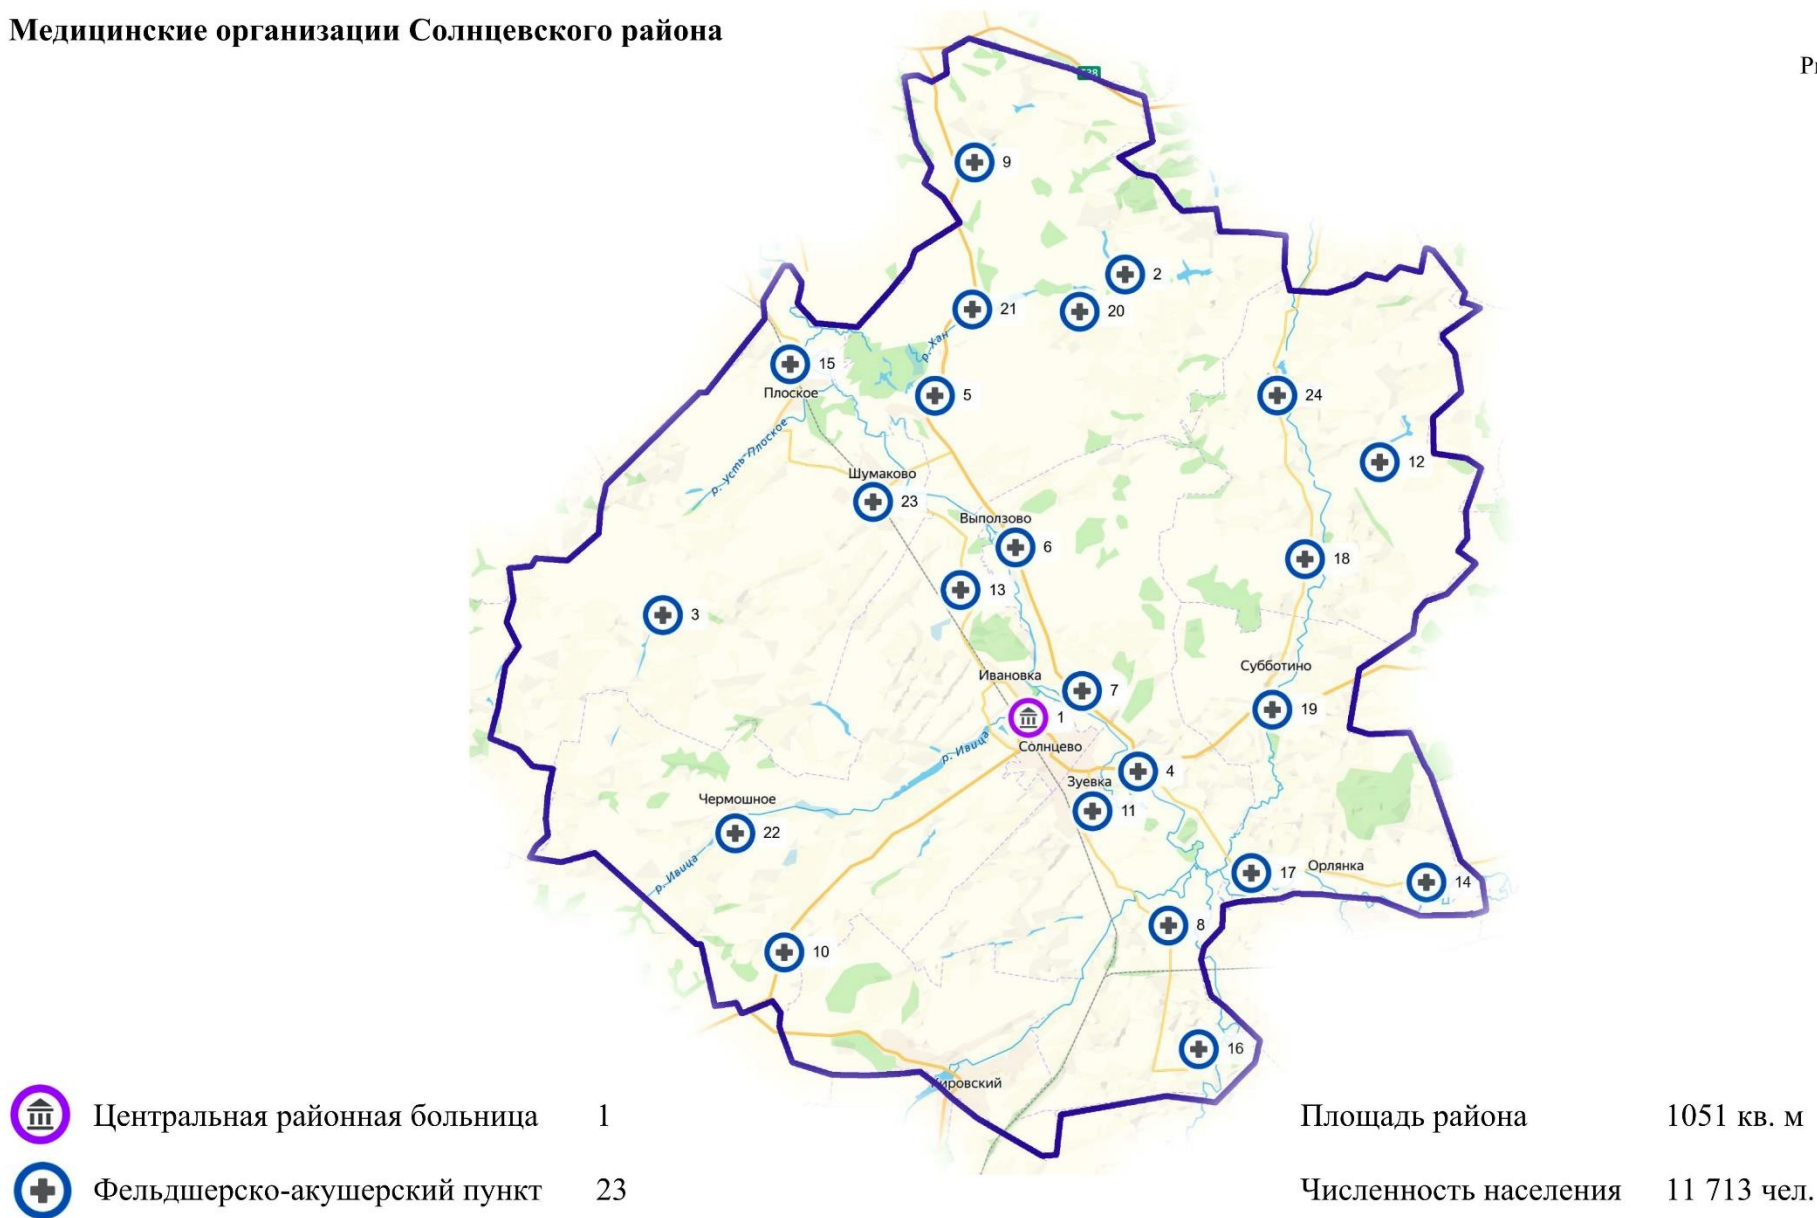 Медицинские организации Солнцевского района
9
2
21
20
р. Хан
15
Плоское
5
24
р. Усть-Плоское
12
Шумаково
23
Выползово
6
18
13
3
Субботино
Ивановка
7
19
1
р. Ивица
Солнцево
4
Зуевка
11
Чермошное
22
р. Ивица
17
Орлянка
14
8
10
16
Кировский
Центральная районная больница 1
Площадь района 1051 кв. м
Фельдшерско-акушерский пункт 23
Численность населения 11 713 чел.